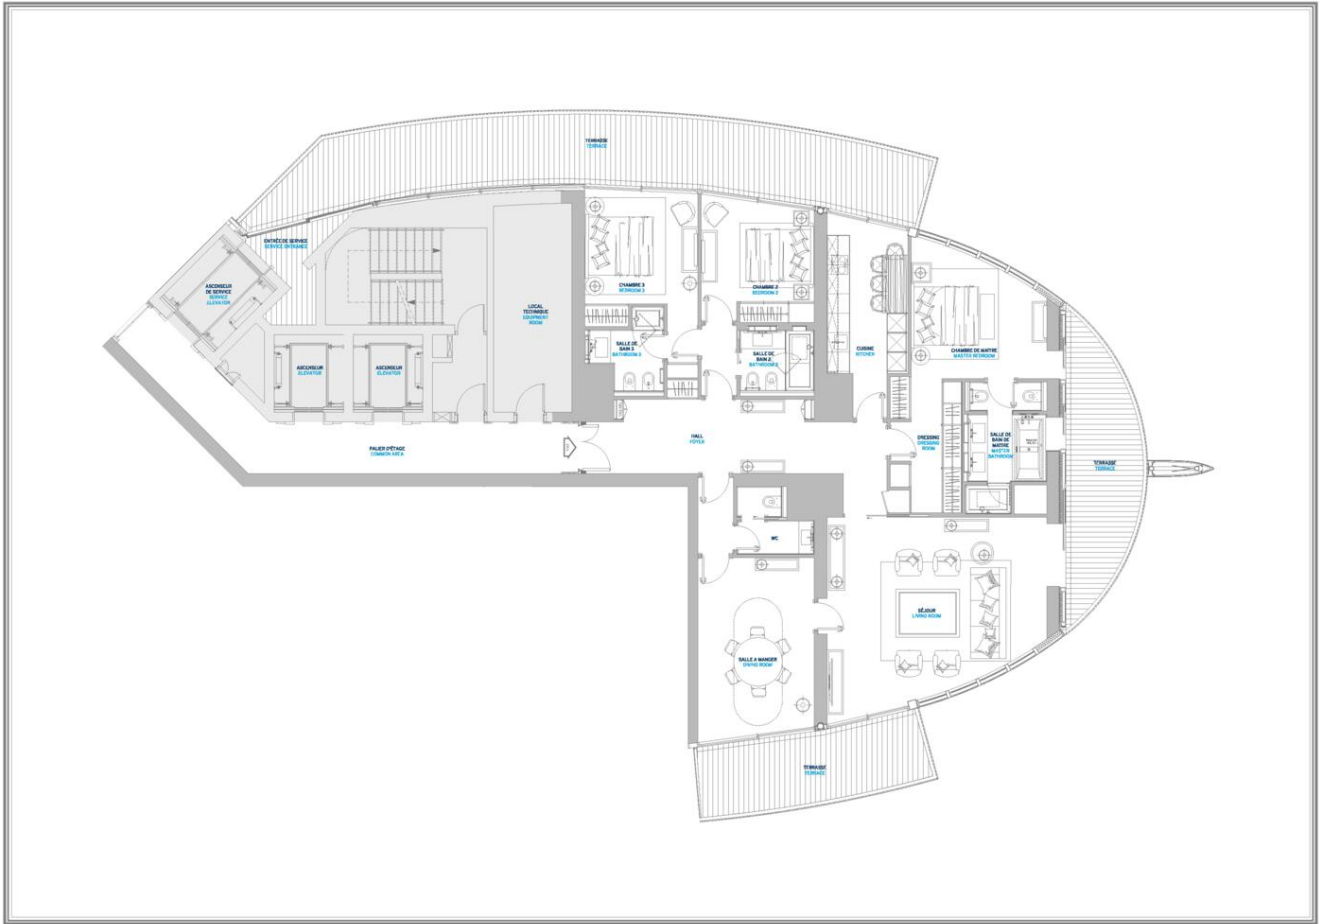 TERRASSE
TERRACE
ENTRÉE DE SERVICE
SERVICE ENTRANCE
ASCENSEUR
DE SERVICE
SERVICE
ELEVATOR
CHAMBRE 3
BEDROOM 3
CHAMBRE 2
BEDROOM 2
LOCAL
TECHNIQUE
EQUIPMENT
ROOM
SALLE DE
BAIN 3
BATHROOM 3
SALLE DE
BAIN 2
BATHROOM 2
CUISINE
KITCHEN
CHAMBRE DE MAITRE
MASTER BEDROOM
ASCENSEUR
ELEVATOR
ASCENSEUR
ELEVATOR
PALIER D'ÉTAGE
COMMON AREA
HALL
FOYER
DRESSING
DRESSING
ROOM
SALLE DE
BAIN DE
MAITRE
MASTER
BATHROOM
TERRASSE
TERRACE
WC
SÉJOUR
LIVING ROOM
SALLE A MANGER
DINING ROOM
TERRASSE
TERRACE